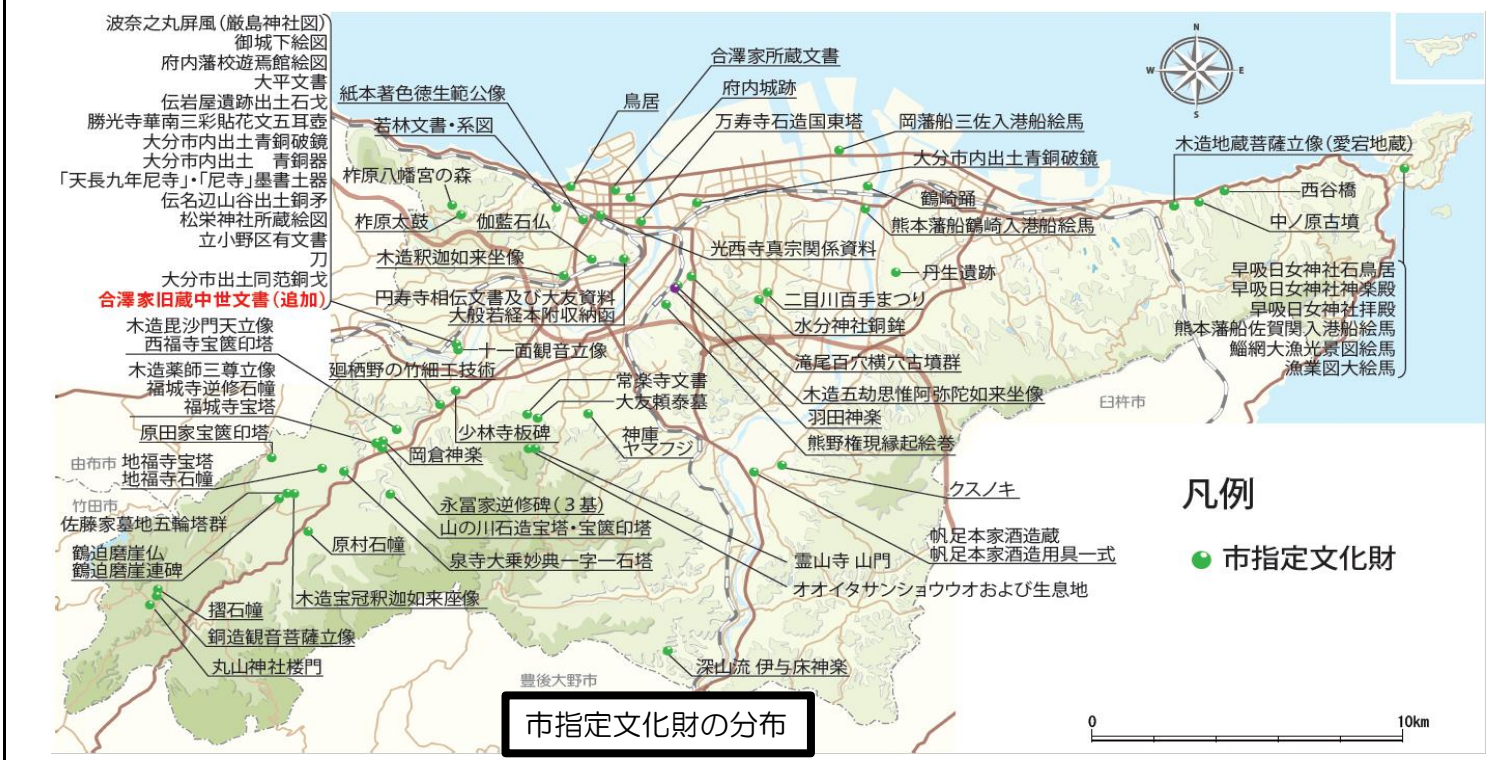 波奈之丸屏風(厳島神社図)
御城下絵図
府内藩校遊焉館絵図
大平文書
伝岩屋遺跡出土石戈
勝光寺華南三彩貼花文五耳壺
大分市内出土青銅破鏡
大分市内出土　青銅器
「天長九年尼寺」・「尼寺」墨書土器
伝名辺山谷出土銅矛
松栄神社所蔵絵図
立小野区有文書
刀
大分市出土同范銅戈
合澤家旧蔵中世文書(追加)
木造毘沙門天立像
西福寺宝篋印塔
木造薬師三尊立像
福城寺逆修石幢
福城寺宝塔
原田家宝篋印塔
由布市
地福寺宝塔
地福寺石幢
竹田市
佐藤家墓地五輪塔群
鶴迫磨崖仏
鶴迫磨崖連碑
紙本著色徳生範公像
若林文書・系図
柞原八幡宮の森
柞原太鼓
伽藍石仏
木造釈迦如来坐像
円寿寺相伝文書及び大友資料
大般若経本附収納函
十一面観音立像
廻栖野の竹細工技術
鳥居
合澤家所蔵文書
府内城跡
万寿寺石造国東塔
岡藩船三佐入港船絵馬
大分市内出土青銅破鏡
鶴崎踊
熊本藩船鶴崎入港船絵馬
光西寺真宗関係資料
丹生遺跡
二目川百手まつり
水分神社銅鉾
滝尾百穴横穴古墳群
木造五劫思惟阿弥陀如来坐像
羽田神楽
熊野権現縁起絵巻
常楽寺文書
大友頼泰墓
少林寺板碑
神庫
ヤマフジ
岡倉神楽
永冨家逆修碑(３基)
山の川石造宝塔・宝篋印塔
泉寺大乗妙典一字一石塔
原村石幢
木造宝冠釈迦如来座像
摺石幢
銅造観音菩薩立像
丸山神社楼門
クスノキ
帆足本家酒造蔵
帆足本家酒造用具一式
霊山寺 山門
オオイタサンショウウオおよび生息地
深山流 伊与床神楽
豊後大野市
木造地蔵菩薩立像(愛宕地蔵)
西谷橋
中ノ原古墳
早吸日女神社石鳥居
早吸日女神社神楽殿
早吸日女神社拝殿
熊本藩船佐賀関入港船絵馬
鰡網大漁光景図絵馬
漁業図大絵馬
臼杵市
N
W
E
S
凡例
市指定文化財
市指定文化財の分布
0
10km